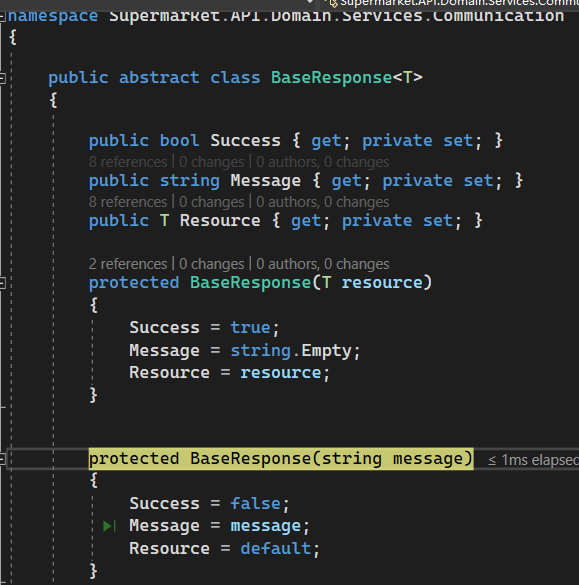 Supermarket.API.Domain.Services.Commu
namespace Supermarket.API.Domain.Services.Communication
{
public abstract class BaseResponse<T>
{
public bool Success { get; private set; }
8 references | 0 changes | 0 authors, 0 changes
public string Message { get; private set; }
8 references | 0 changes | 0 authors, 0 changes
public T Resource { get; private set; }
2 references | 0 changes | 0 authors, 0 changes
protected BaseResponse(T resource)
{
Success = true;
Message = string.Empty;
Resource = resource;
}
protected BaseResponse(string message) ≤ 1ms elapsed
{
Success = false;
Message = message;
Resource = default;
}